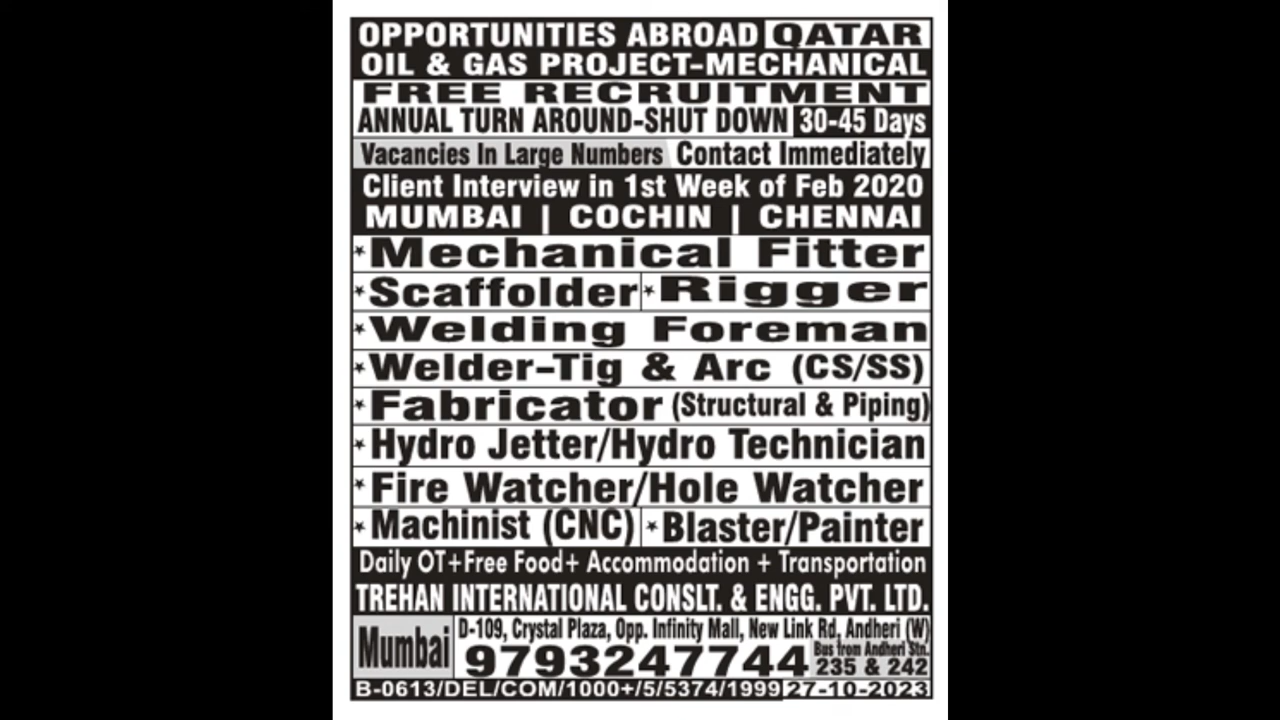 OPPORTUNITIES ABROAD QATAR
OIL & GAS PROJECT-MECHANICAL
FREE RECRUITMENT
ANNUAL TURN AROUND-SHUT DOWN 30-45 Days
Vacancies In Large Numbers Contact Immediately
Client Interview in 1st Week of Feb 2020
MUMBAI | COCHIN | CHENNAI
*Mechanical Fitter
*Scaffolder *Rigger
*Welding Foreman
*Welder-Tig & Arc (CS/SS)
*Fabricator (Structural & Piping)
*Hydro Jetter/Hydro Technician
*Fire Watcher/Hole Watcher
*Machinist (CNC) *Blaster/Painter
Daily OT+Free Food+ Accommodation + Transportation
TREHAN INTERNATIONAL CONSLT. & ENGG. PVT. LTD.
Mumbai D-109, Crystal Plaza, Opp. Infinity Mall, New Link Rd, Andheri (W)
9793247744 Bus from Andheri Stn.
235 & 242
B-0613/DEL/COM/1000+/5/5374/1999 27-10-2023